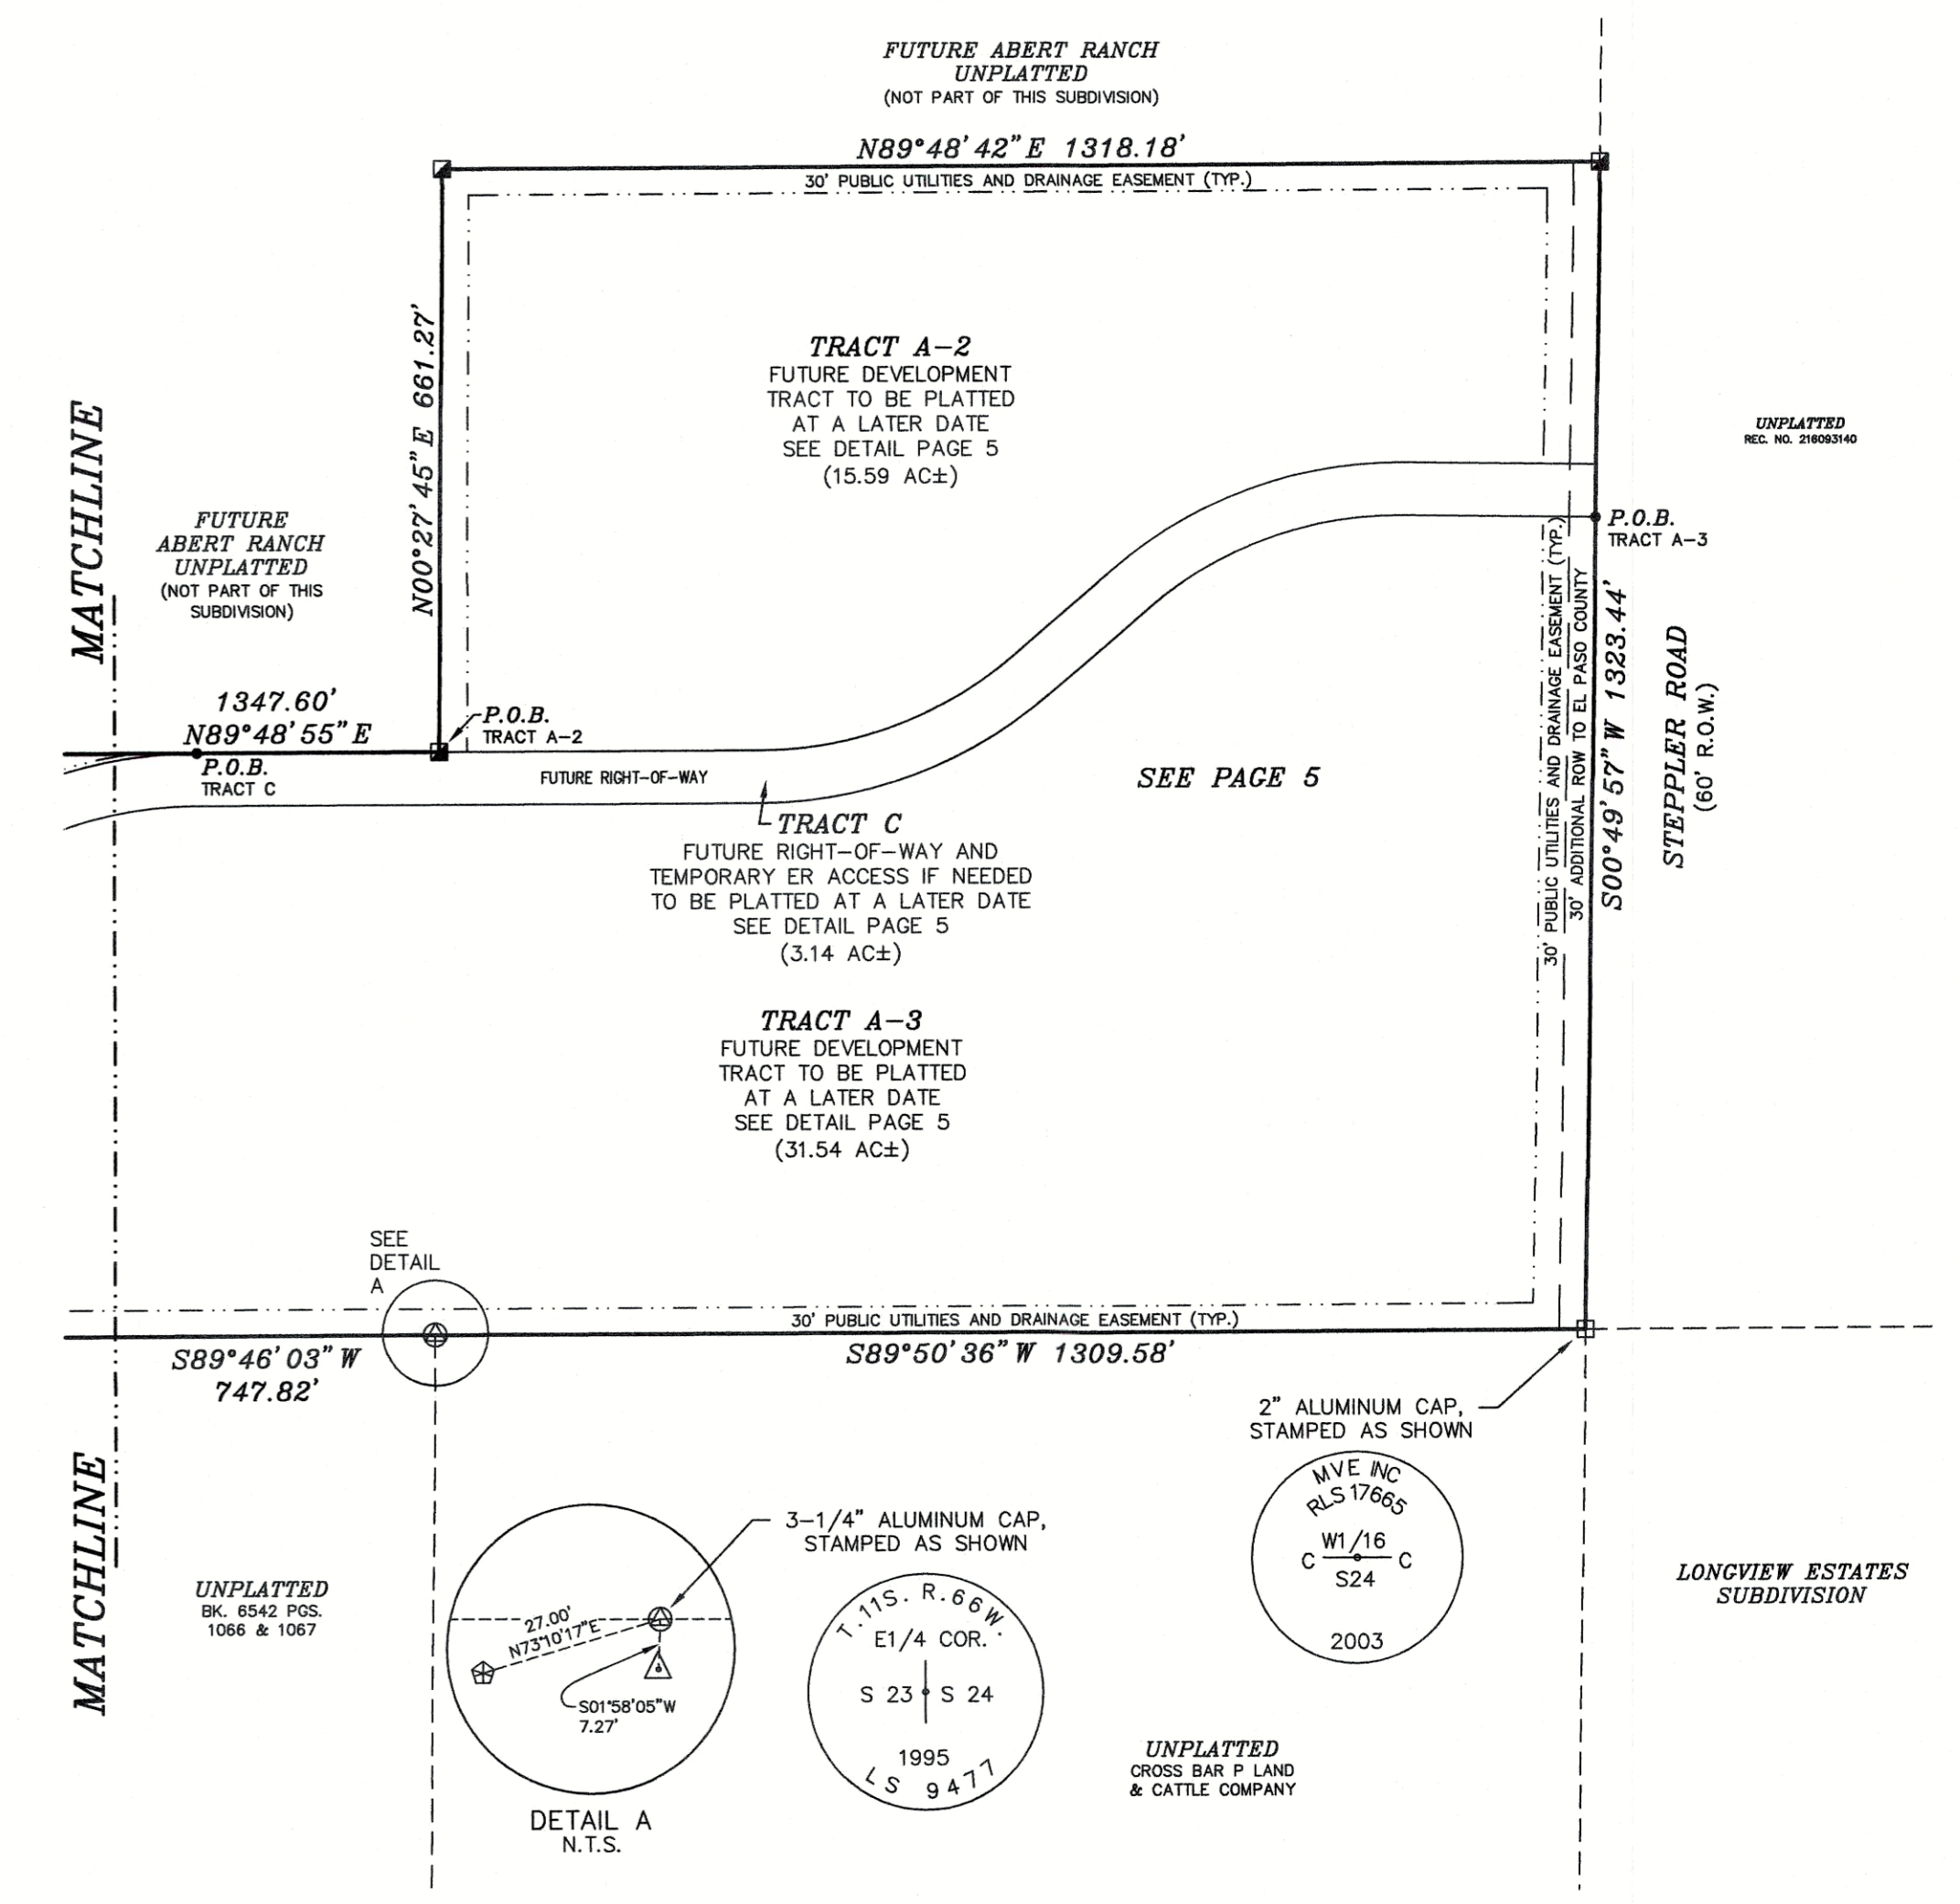 FUTURE ABERT RANCH
UNPLATTED
(NOT PART OF THIS SUBDIVISION)
N89°48'42"E 1318.18'
30' PUBLIC UTILITIES AND DRAINAGE EASEMENT (TYP.)
TRACT A-2
FUTURE DEVELOPMENT
TRACT TO BE PLATTED
AT A LATER DATE
SEE DETAIL PAGE 5
(15.59 AC±)
N00°27'45"E 661.27'
MATCHLINE
FUTURE
ABERT RANCH
UNPLATTED
(NOT PART OF THIS
SUBDIVISION)
UNPLATTED
REC. NO. 216093140
P.O.B.
TRACT A-3
1347.60'
N89°48'55"E
P.O.B.
TRACT C
P.O.B.
TRACT A-2
FUTURE RIGHT-OF-WAY
SEE PAGE 5
30' PUBLIC UTILITIES AND DRAINAGE EASEMENT (TYP.)
30' ADDITIONAL ROW TO EL PASO COUNTY
S00°49'57"W 1323.44'
STEPPLER ROAD
(60' R.O.W.)
TRACT C
FUTURE RIGHT-OF-WAY AND
TEMPORARY ER ACCESS IF NEEDED
TO BE PLATTED AT A LATER DATE
SEE DETAIL PAGE 5
(3.14 AC±)
TRACT A-3
FUTURE DEVELOPMENT
TRACT TO BE PLATTED
AT A LATER DATE
SEE DETAIL PAGE 5
(31.54 AC±)
SEE
DETAIL
A
30' PUBLIC UTILITIES AND DRAINAGE EASEMENT (TYP.)
S89°46'03"W
747.82'
S89°50'36"W 1309.58'
2" ALUMINUM CAP,
STAMPED AS SHOWN
MVE INC
RLS 17665
W1/16
C C
S24
2003
MATCHLINE
UNPLATTED
BK. 6542 PGS.
1066 & 1067
3-1/4" ALUMINUM CAP,
STAMPED AS SHOWN
27.00'
N73°10'17"E
S01°58'05"W
7.27'
DETAIL A
N.T.S.
T.11S. R.66W.
E1/4 COR.
S 23 S 24
1995
LS 9477
UNPLATTED
CROSS BAR P LAND
& CATTLE COMPANY
LONGVIEW ESTATES
SUBDIVISION